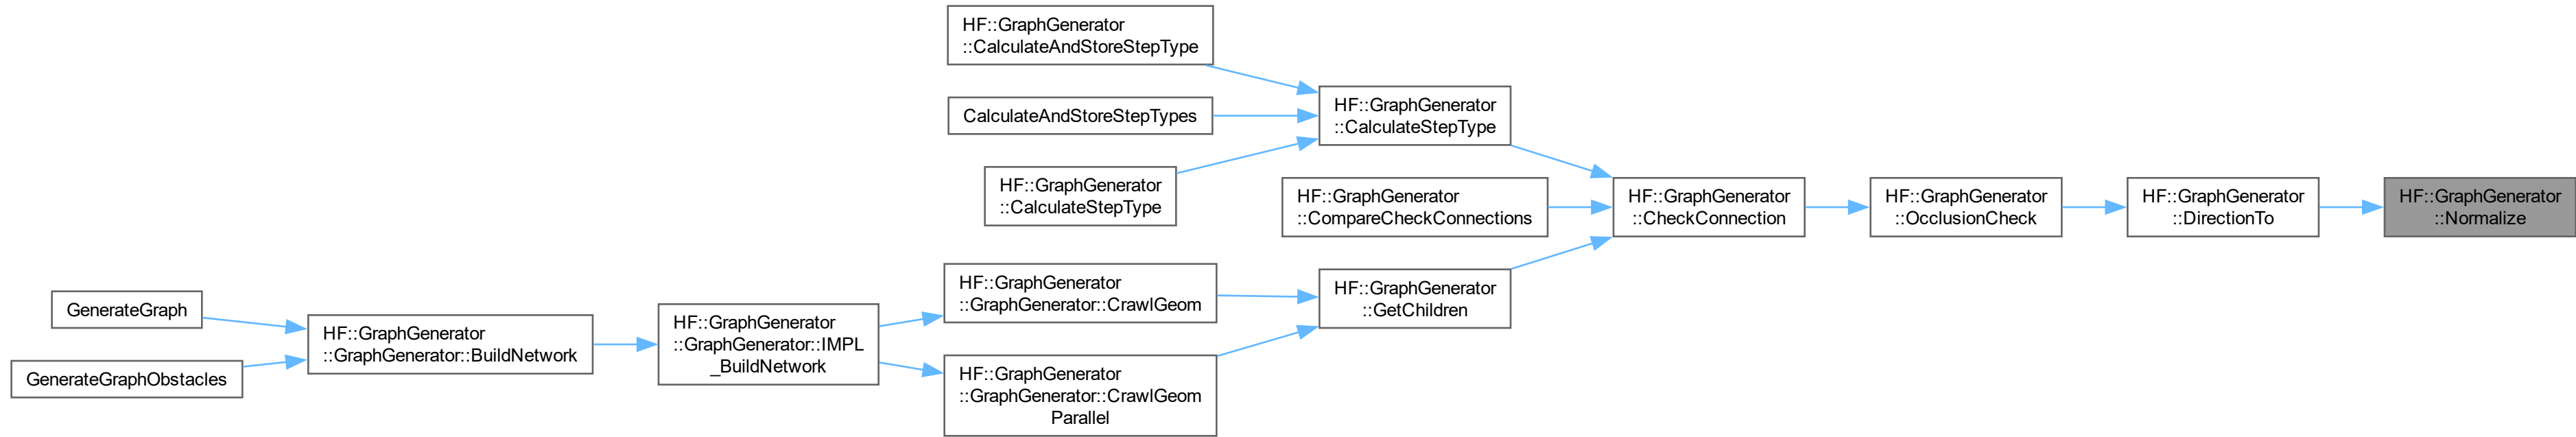 HF::GraphGenerator
::CalculateAndStoreStepType
CalculateAndStoreStepTypes
HF::GraphGenerator
::CalculateStepType
HF::GraphGenerator
::CalculateStepType
HF::GraphGenerator
::CompareCheckConnections
HF::GraphGenerator
::CheckConnection
HF::GraphGenerator
::OcclusionCheck
HF::GraphGenerator
::DirectionTo
HF::GraphGenerator
::Normalize
GenerateGraph
GenerateGraphObstacles
HF::GraphGenerator
::GraphGenerator::BuildNetwork
HF::GraphGenerator
::GraphGenerator::IMPL
_BuildNetwork
HF::GraphGenerator
::GraphGenerator::CrawlGeom
HF::GraphGenerator
::GraphGenerator::CrawlGeom
Parallel
HF::GraphGenerator
::GetChildren